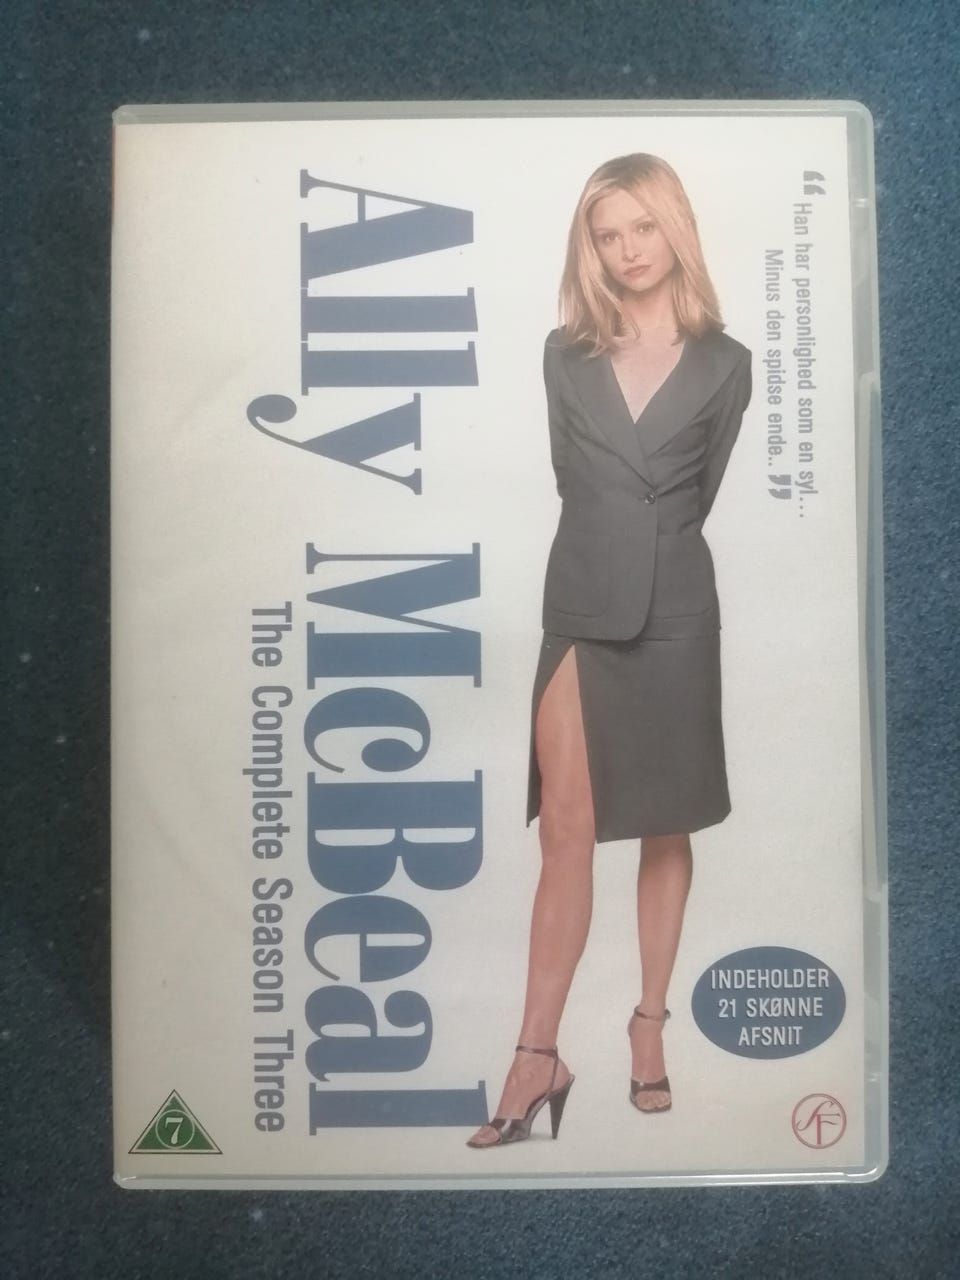 “Han har personlighed som en syl...
Minus den spidse ende..”
Ally McBeal
The Complete Season Three
INDEHOLDER
21 SKØNNE
AFSNIT
7
SF